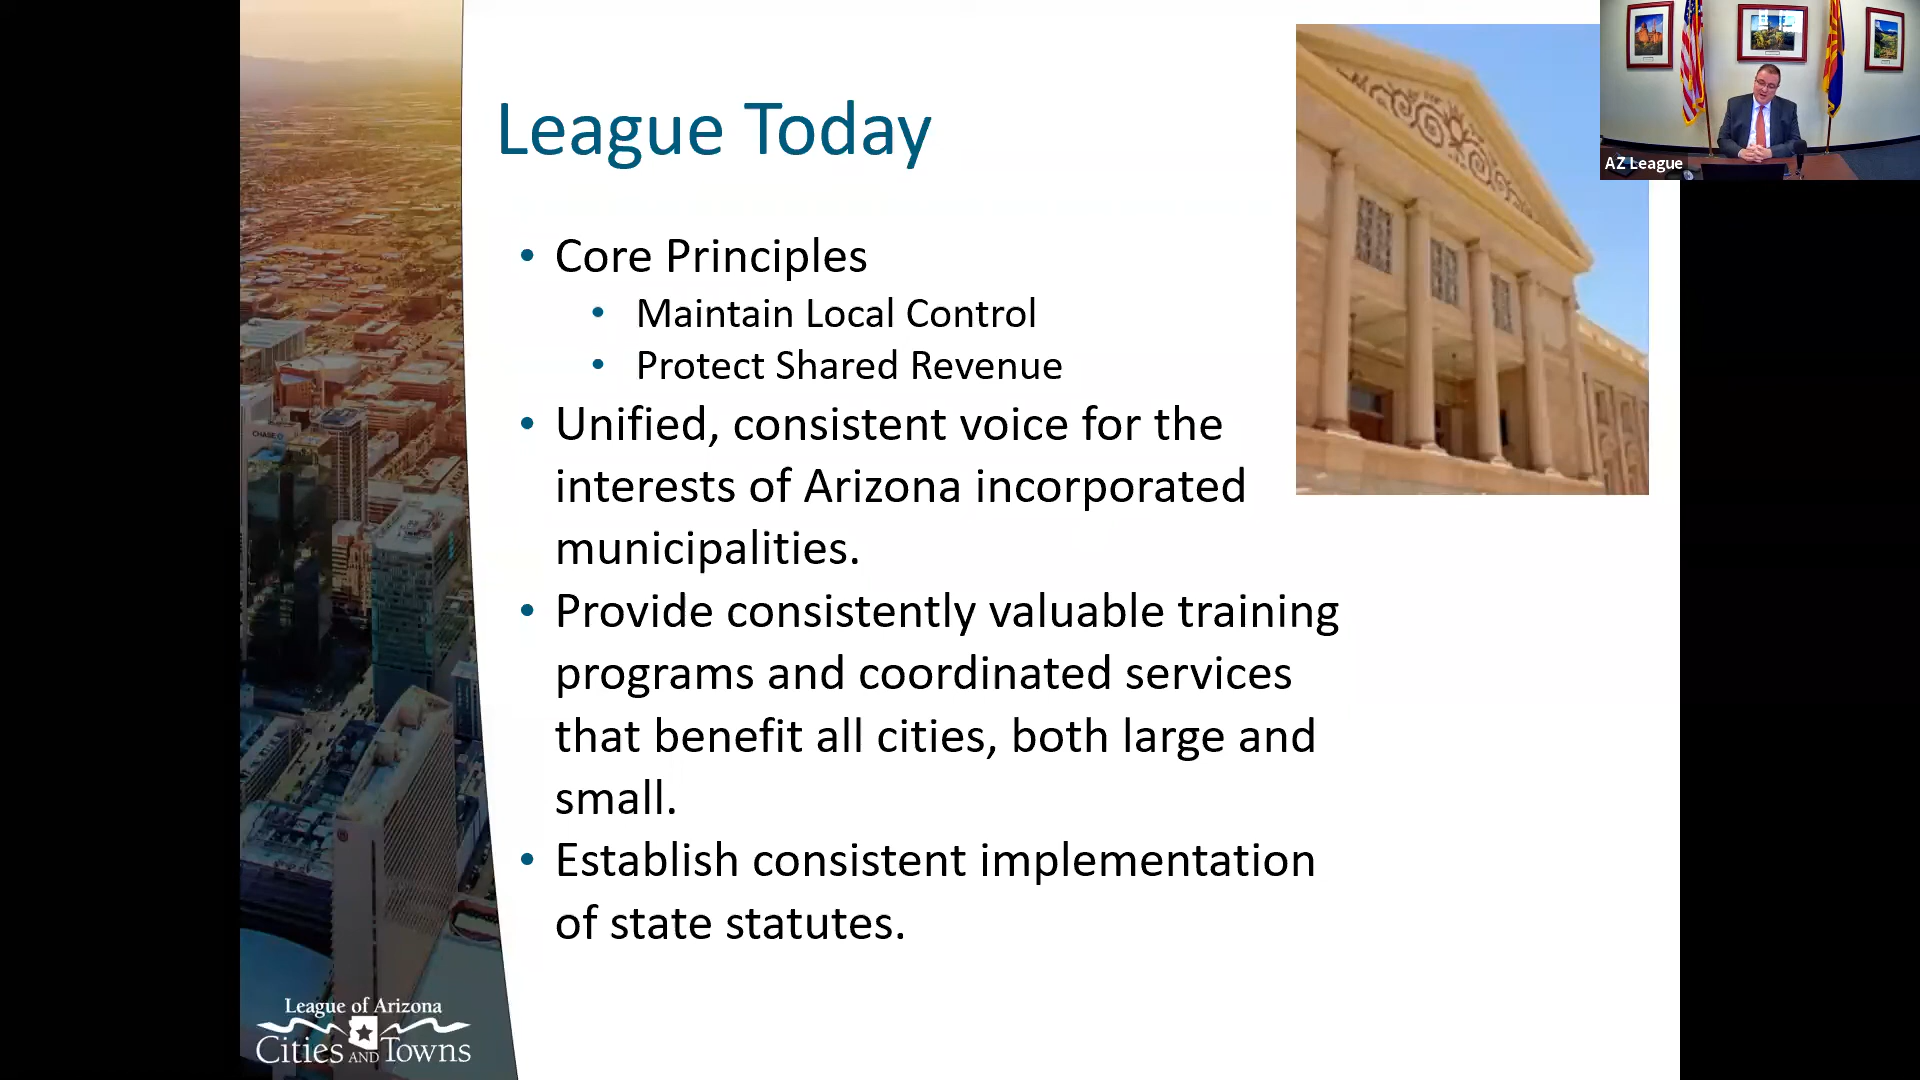 League Today
AZ League
• Core Principles
• Maintain Local Control
• Protect Shared Revenue
• Unified, consistent voice for the
interests of Arizona incorporated
municipalities.
• Provide consistently valuable training
programs and coordinated services
that benefit all cities, both large and
small.
• Establish consistent implementation
of state statutes.
CHASE
League of Arizona
Cities AND Towns